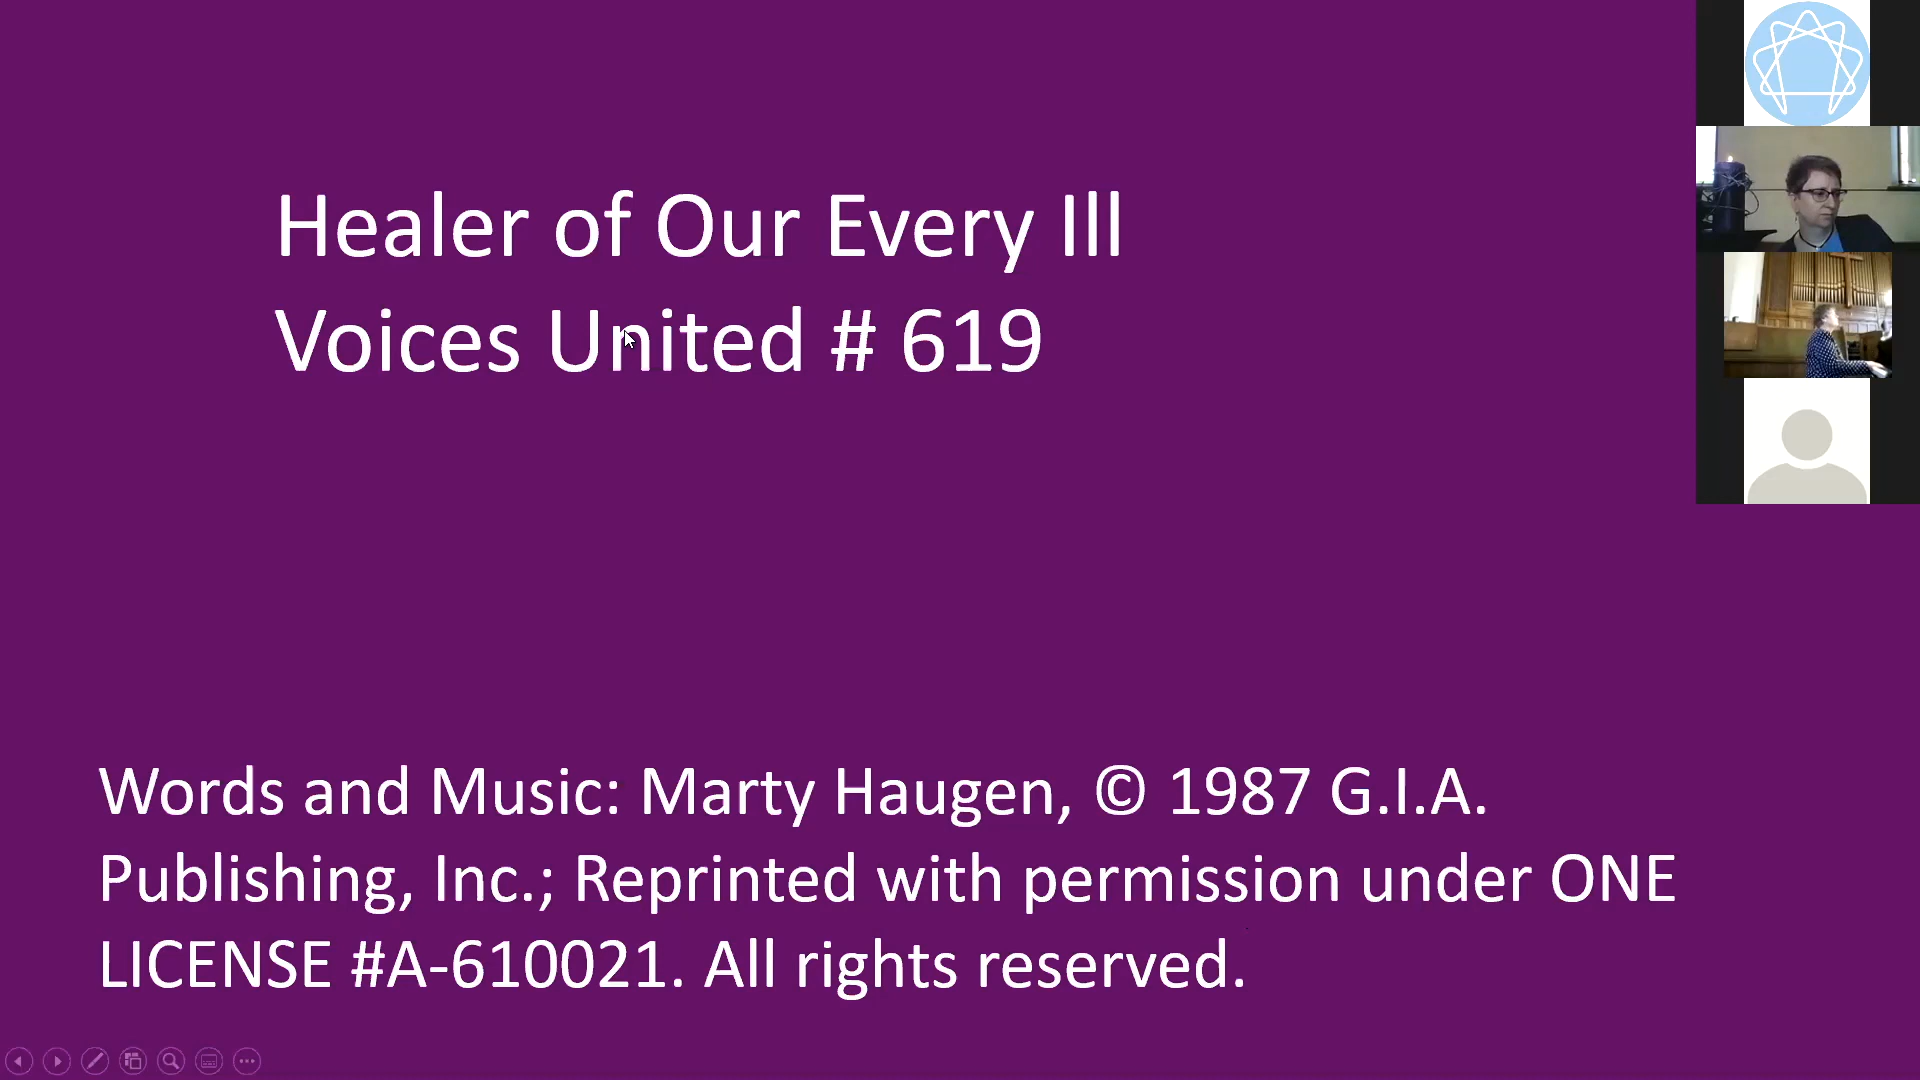 Healer of Our Every Ill
Voices United # 619
Words and Music: Marty Haugen, © 1987 G.I.A.
Publishing, Inc.; Reprinted with permission under ONE
LICENSE #A-610021. All rights reserved.